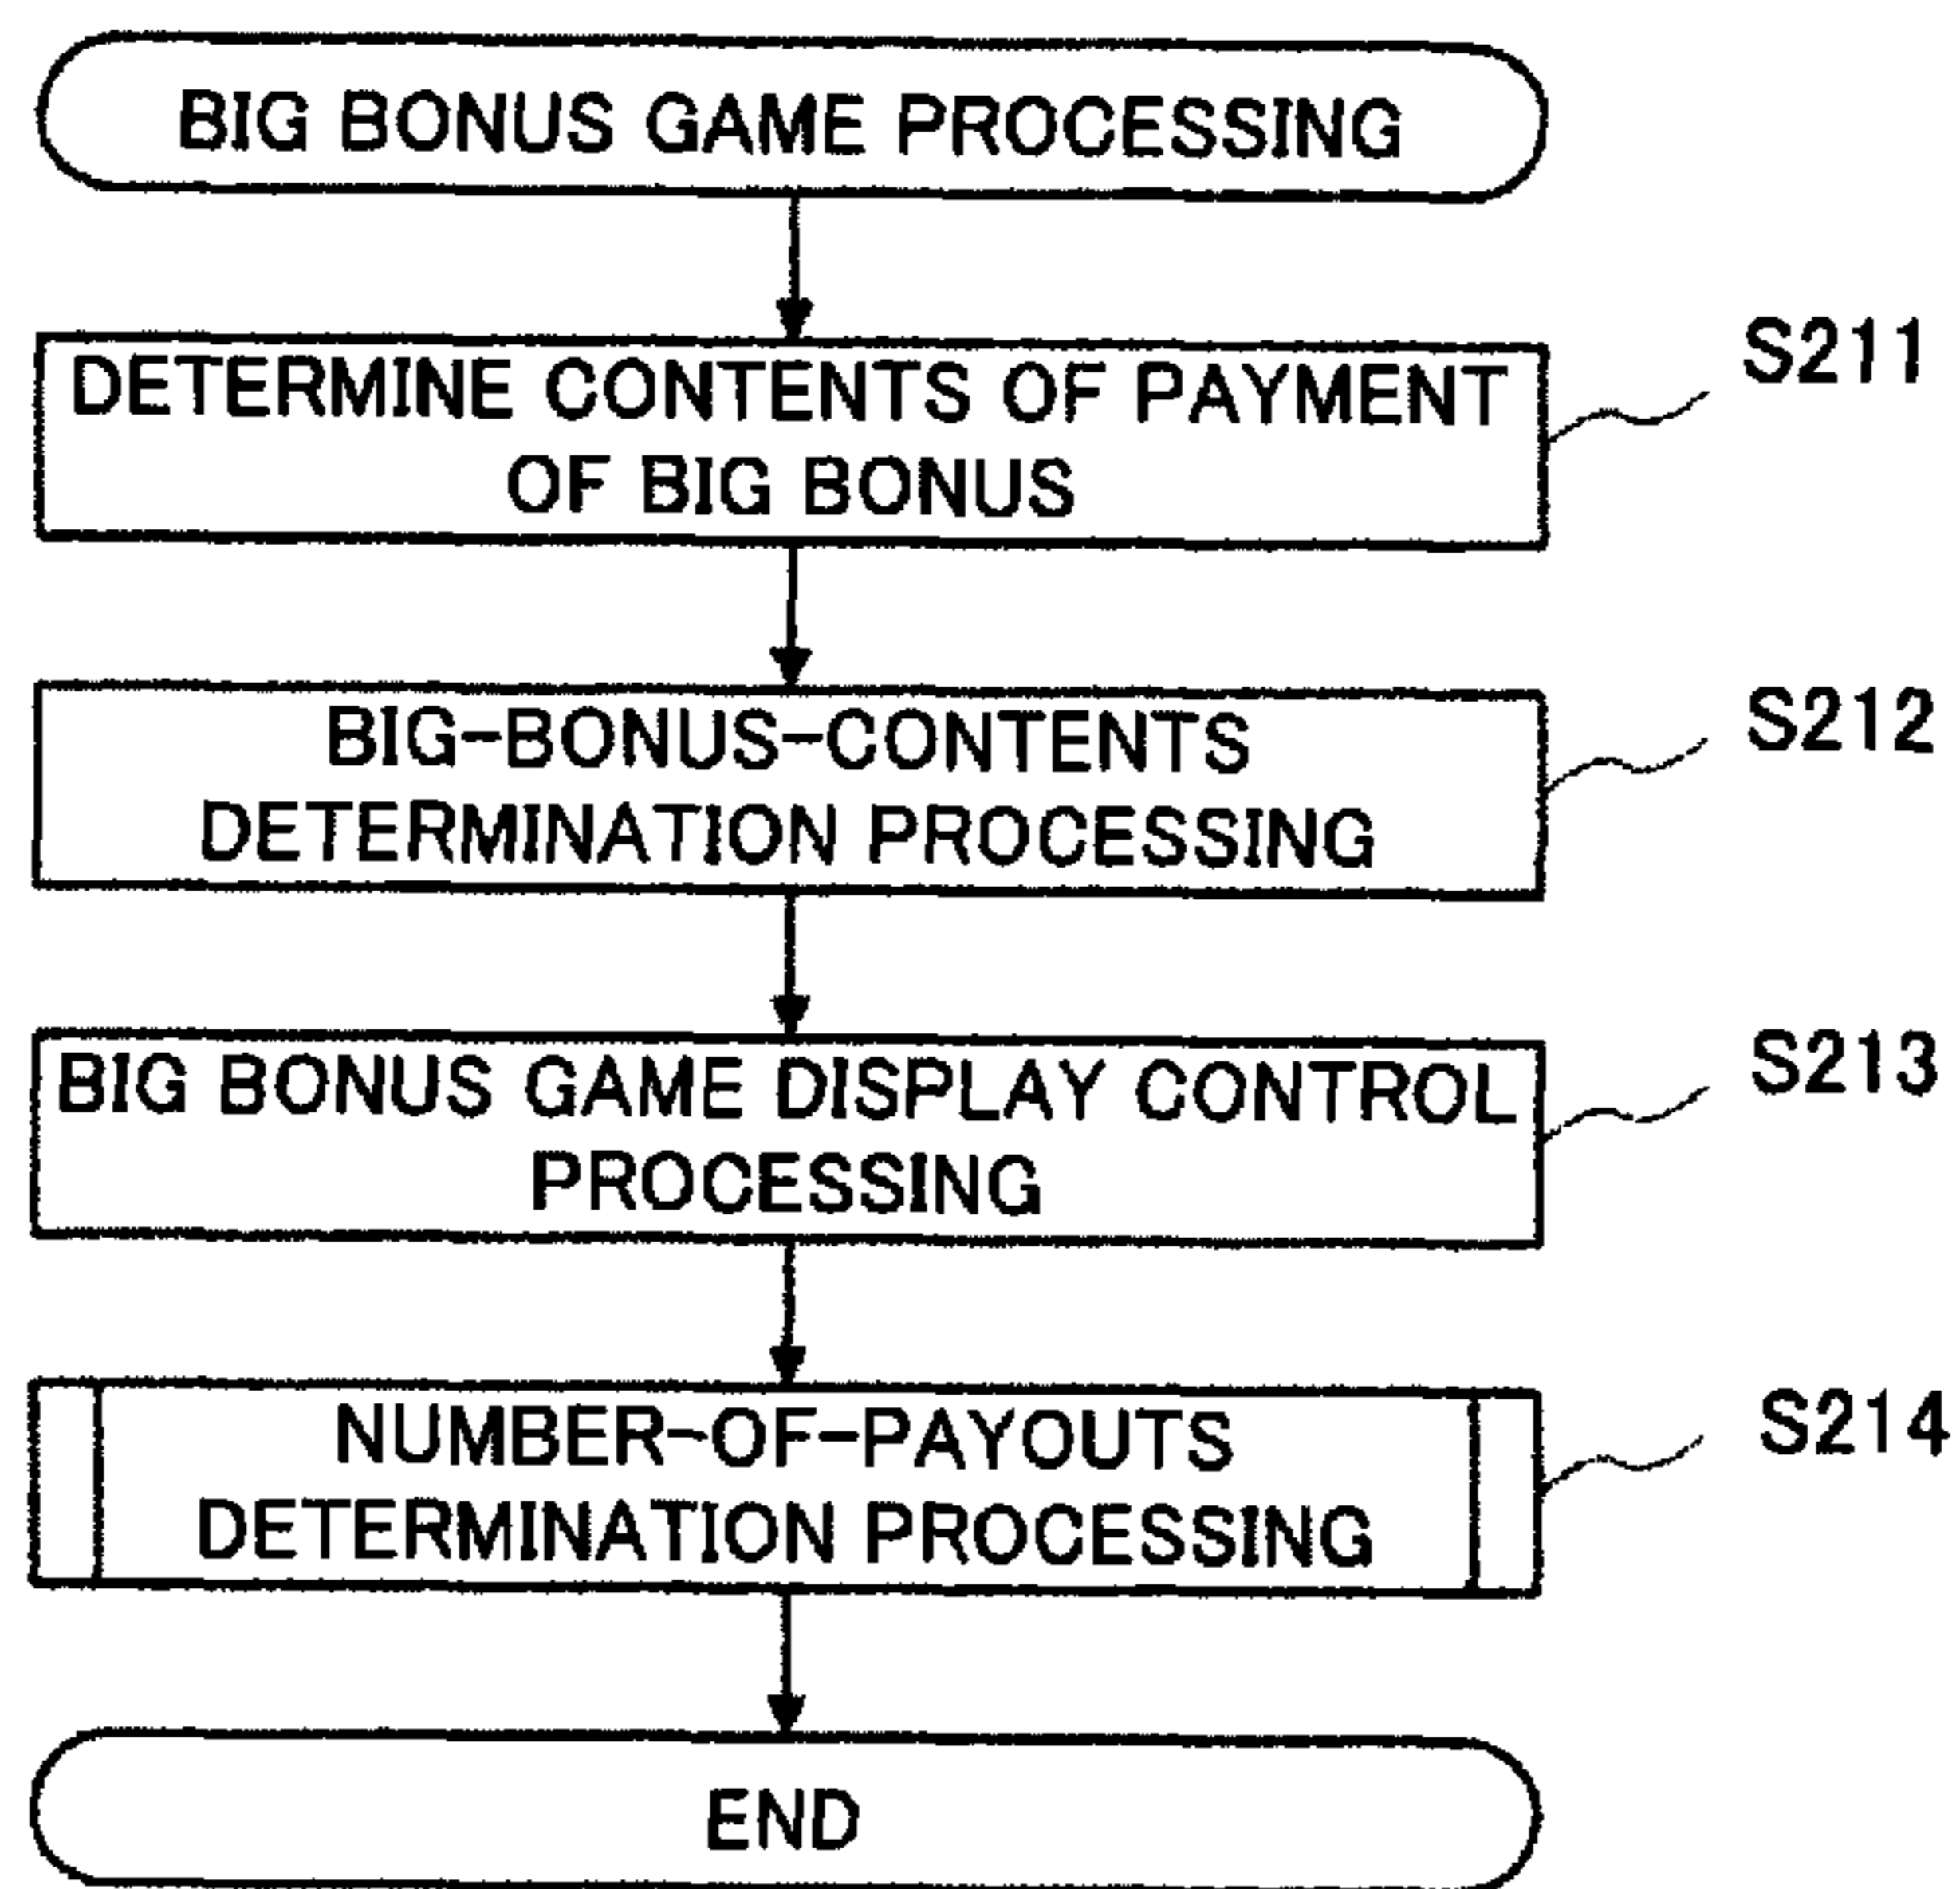 BIG BONUS GAME PROCESSING
DETERMINE CONTENTS OF PAYMENT
OF BIG BONUS
S211
BIG-BONUS-CONTENTS
DETERMINATION PROCESSING
S212
BIG BONUS GAME DISPLAY CONTROL
PROCESSING
S213
NUMBER-OF-PAYOUTS
DETERMINATION PROCESSING
S214
END